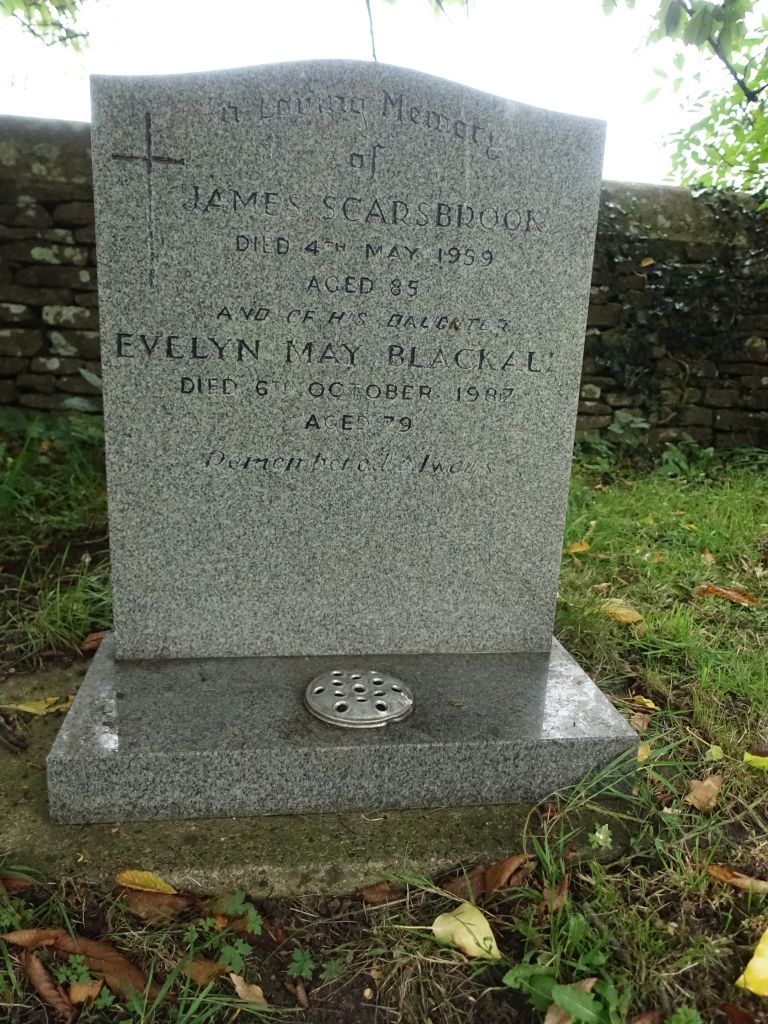 In Loving Memory
of
JAMES SCARSBROOK
DIED 4TH MAY 1959
AGED 85
AND OF HIS DAUGHTER
EVELYN MAY BLACKALL
DIED 6TH OCTOBER 1987
AGED 79
Remembered Always